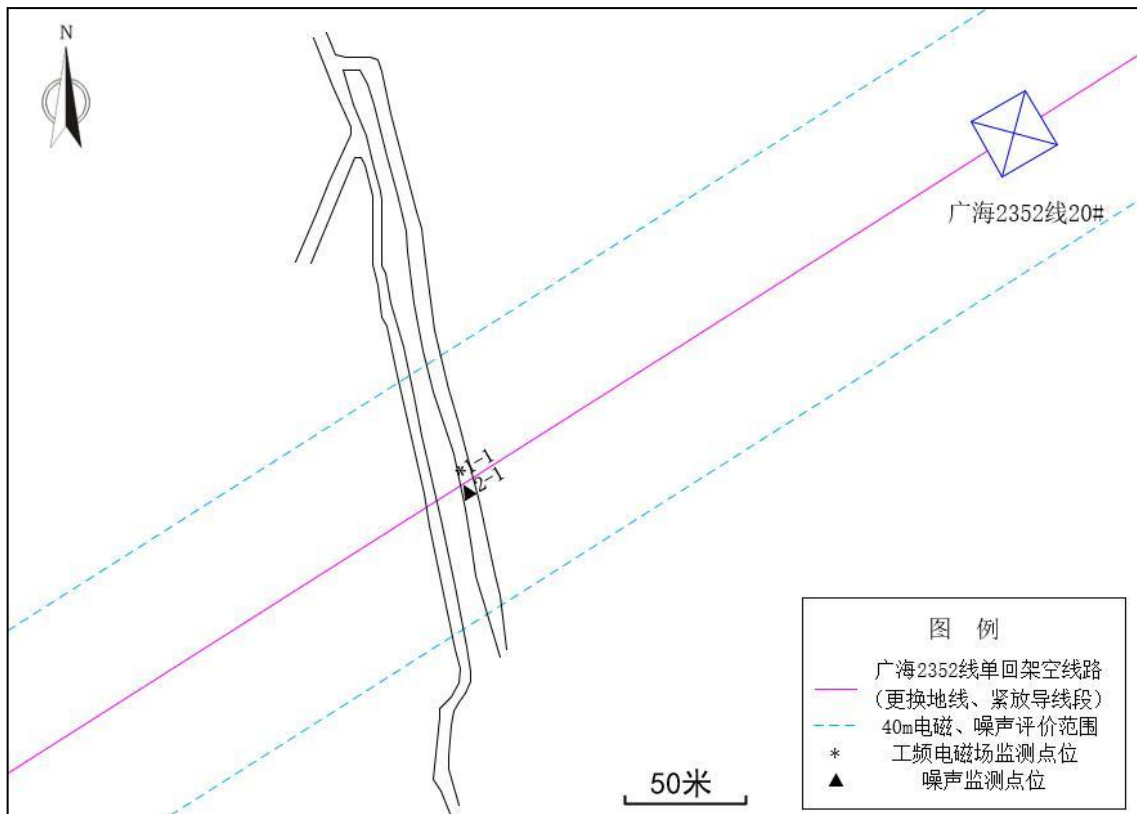 N
广海2352线20#
1-1
2-1
图 例
广海2352线单回架空线路
（更换地线、紧放导线段）
40m电磁、噪声评价范围
* 工频电磁场监测点位
▲ 噪声监测点位
50米